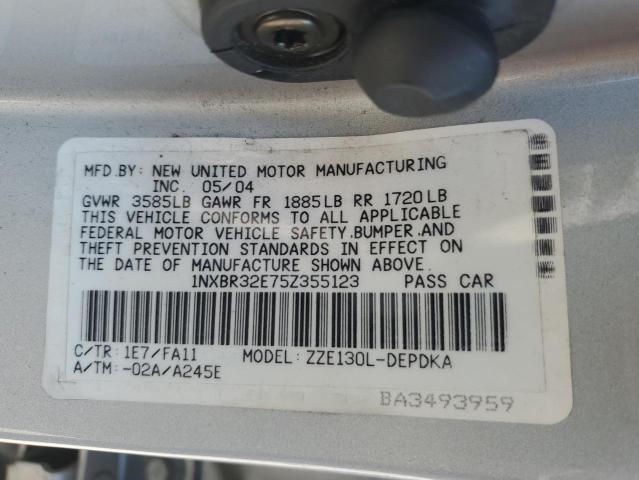 MFD.BY: NEW UNITED MOTOR MANUFACTURING
INC. 05/04
GVWR 3585LB GAWR FR 1885LB RR 1720LB
THIS VEHICLE CONFORMS TO ALL APPLICABLE
FEDERAL MOTOR VEHICLE SAFETY,BUMPER,AND
THEFT PREVENTION STANDARDS IN EFFECT ON
THE DATE OF MANUFACTURE SHOWN ABOVE.
1NXBR32E75Z355123 PASS CAR
C/TR: 1E7/FA11 MODEL: ZZE130L-DEPDKA
A/TM: -02A/A245E
BA3493959